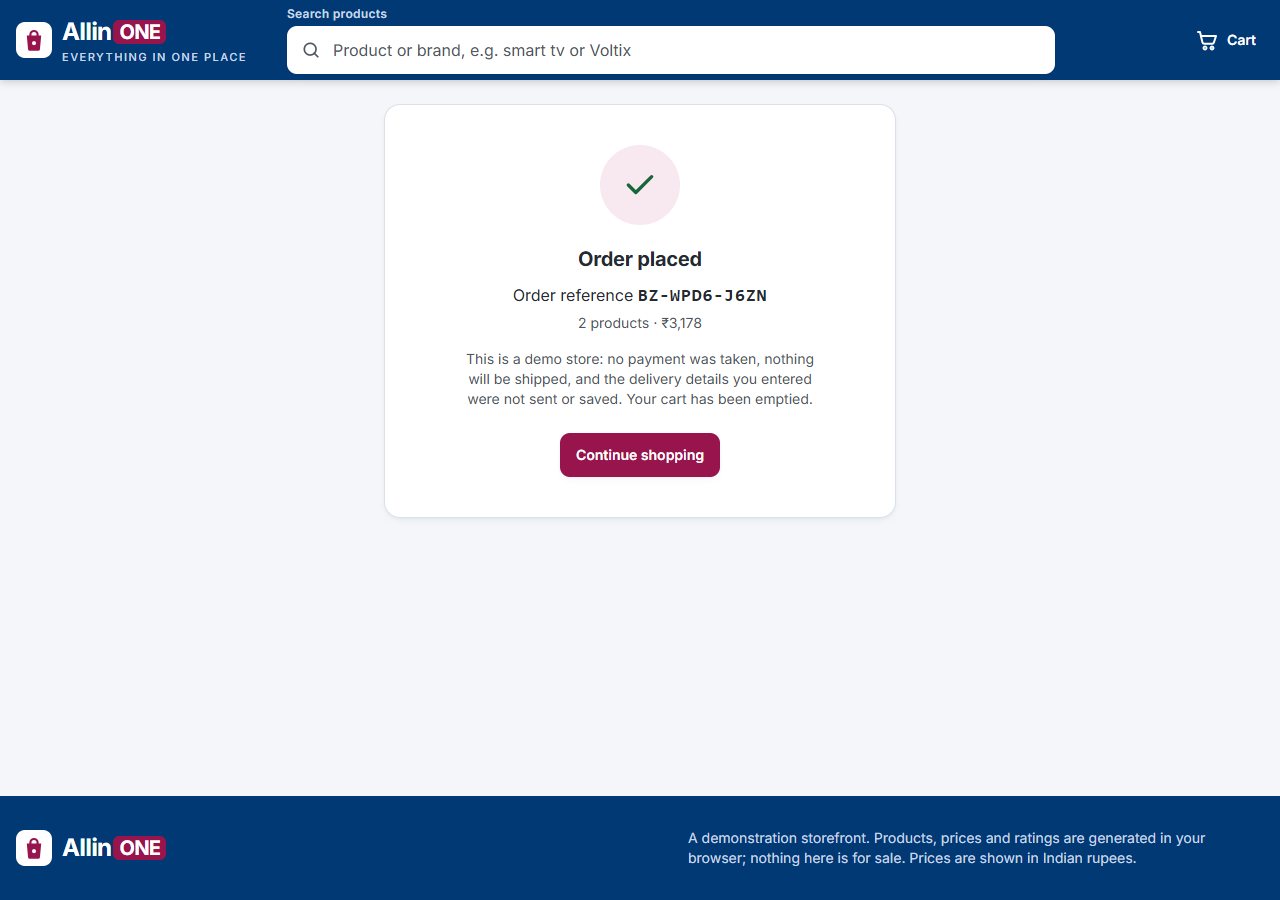 Allin ONE
EVERYTHING IN ONE PLACE
Search products
Product or brand, e.g. smart tv or Voltix
Cart
Order placed
Order reference BZ-WPD6-J6ZN
2 products · ₹3,178
This is a demo store: no payment was taken, nothing
will be shipped, and the delivery details you entered
were not sent or saved. Your cart has been emptied.
Continue shopping
Allin ONE
A demonstration storefront. Products, prices and ratings are generated in your
browser; nothing here is for sale. Prices are shown in Indian rupees.